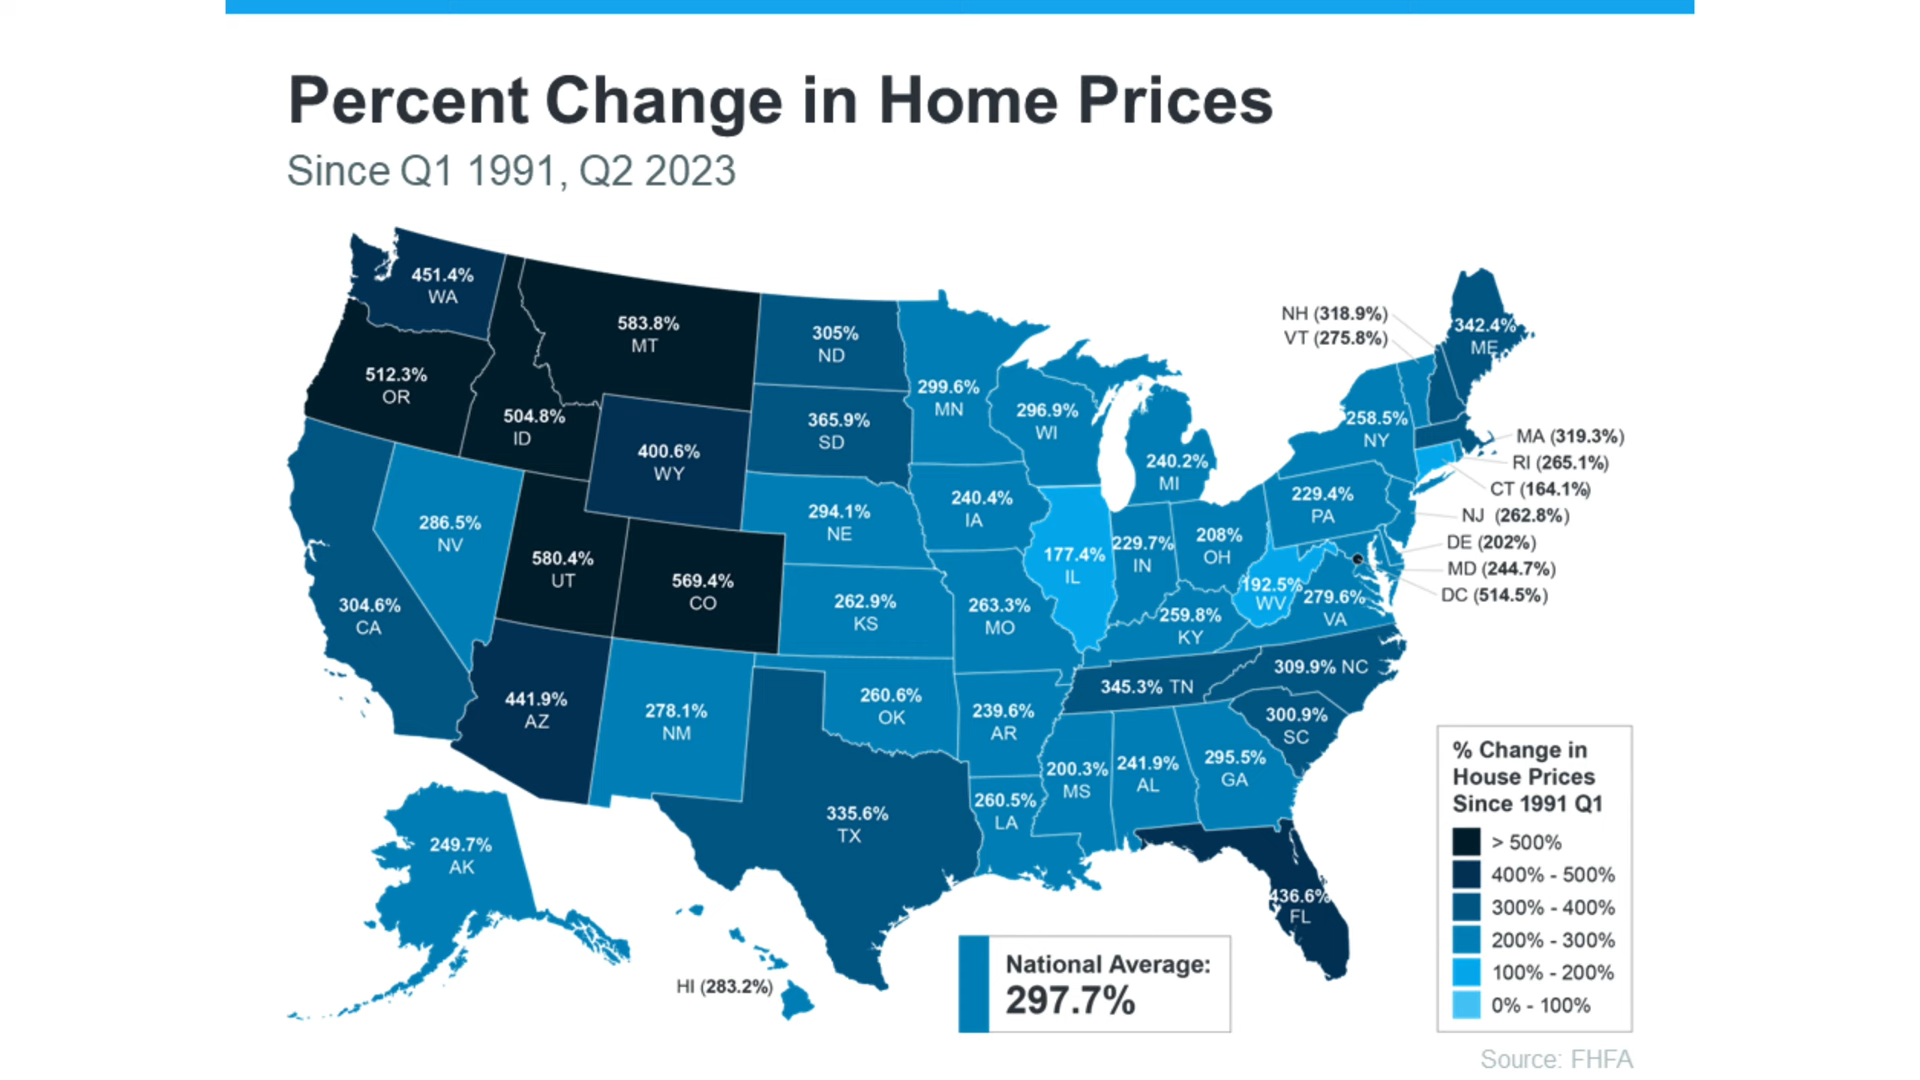 Percent Change in Home Prices
Since Q1 1991, Q2 2023
451.4%
WA
583.8%
MT
305%
ND
512.3%
OR
504.8%
ID
400.6%
WY
365.9%
SD
299.6%
MN
296.9%
WI
240.2%
MI
NH (318.9%)
VT (275.8%)
342.4%
ME
258.5%
NY
MA (319.3%)
RI (265.1%)
CT (164.1%)
NJ (262.8%)
DE (202%)
MD (244.7%)
DC (514.5%)
286.5%
NV
580.4%
UT
569.4%
CO
294.1%
NE
240.4%
IA
177.4%
IL
229.7%
IN
208%
OH
229.4%
PA
192.5%
WV
279.6%
VA
304.6%
CA
262.9%
KS
263.3%
MO
259.8%
KY
345.3% TN
309.9% NC
441.9%
AZ
278.1%
NM
260.6%
OK
239.6%
AR
300.9%
SC
335.6%
TX
260.5%
LA
200.3%
MS
241.9%
AL
295.5%
GA
436.6%
FL
249.7%
AK
HI (283.2%)
National Average:
297.7%
% Change in
House Prices
Since 1991 Q1
> 500%
400% - 500%
300% - 400%
200% - 300%
100% - 200%
0% - 100%
Source: FHFA